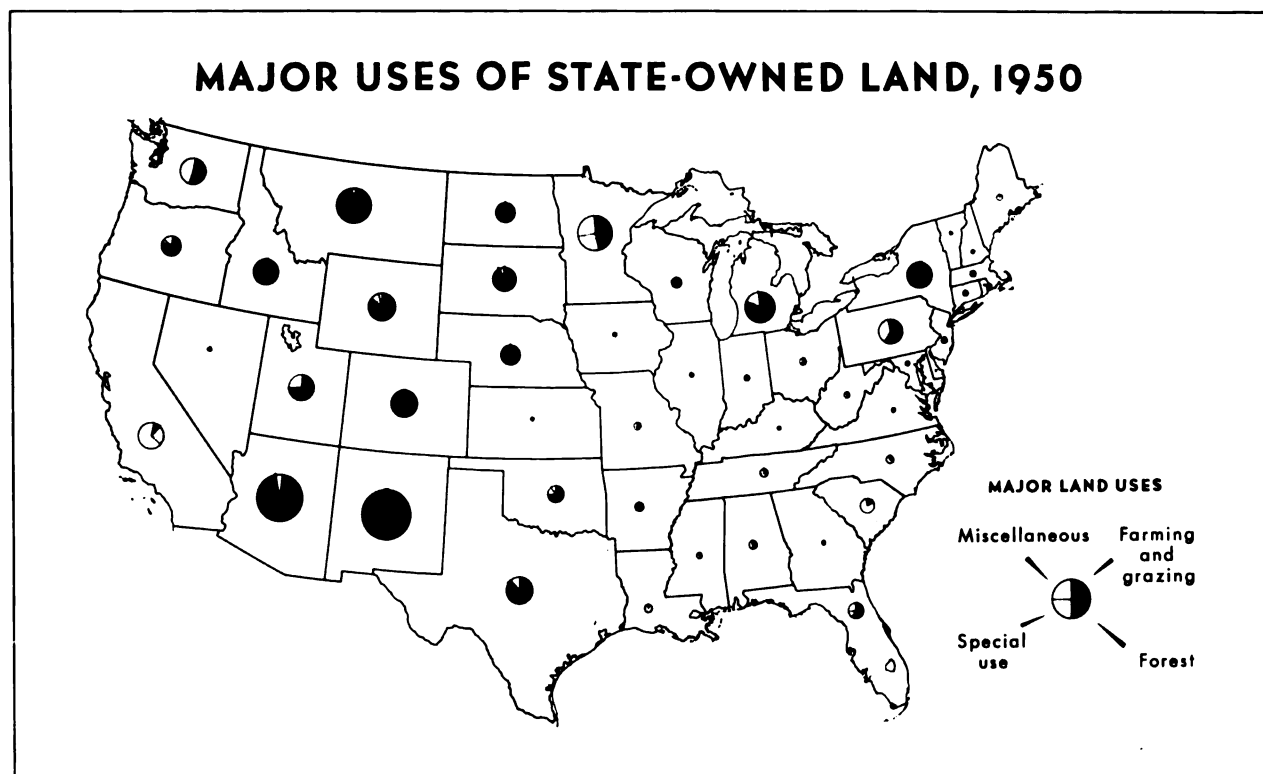 MAJOR USES OF STATE-OWNED LAND, 1950
MAJOR LAND USES
Miscellaneous
Farming
and
grazing
Special
use
Forest